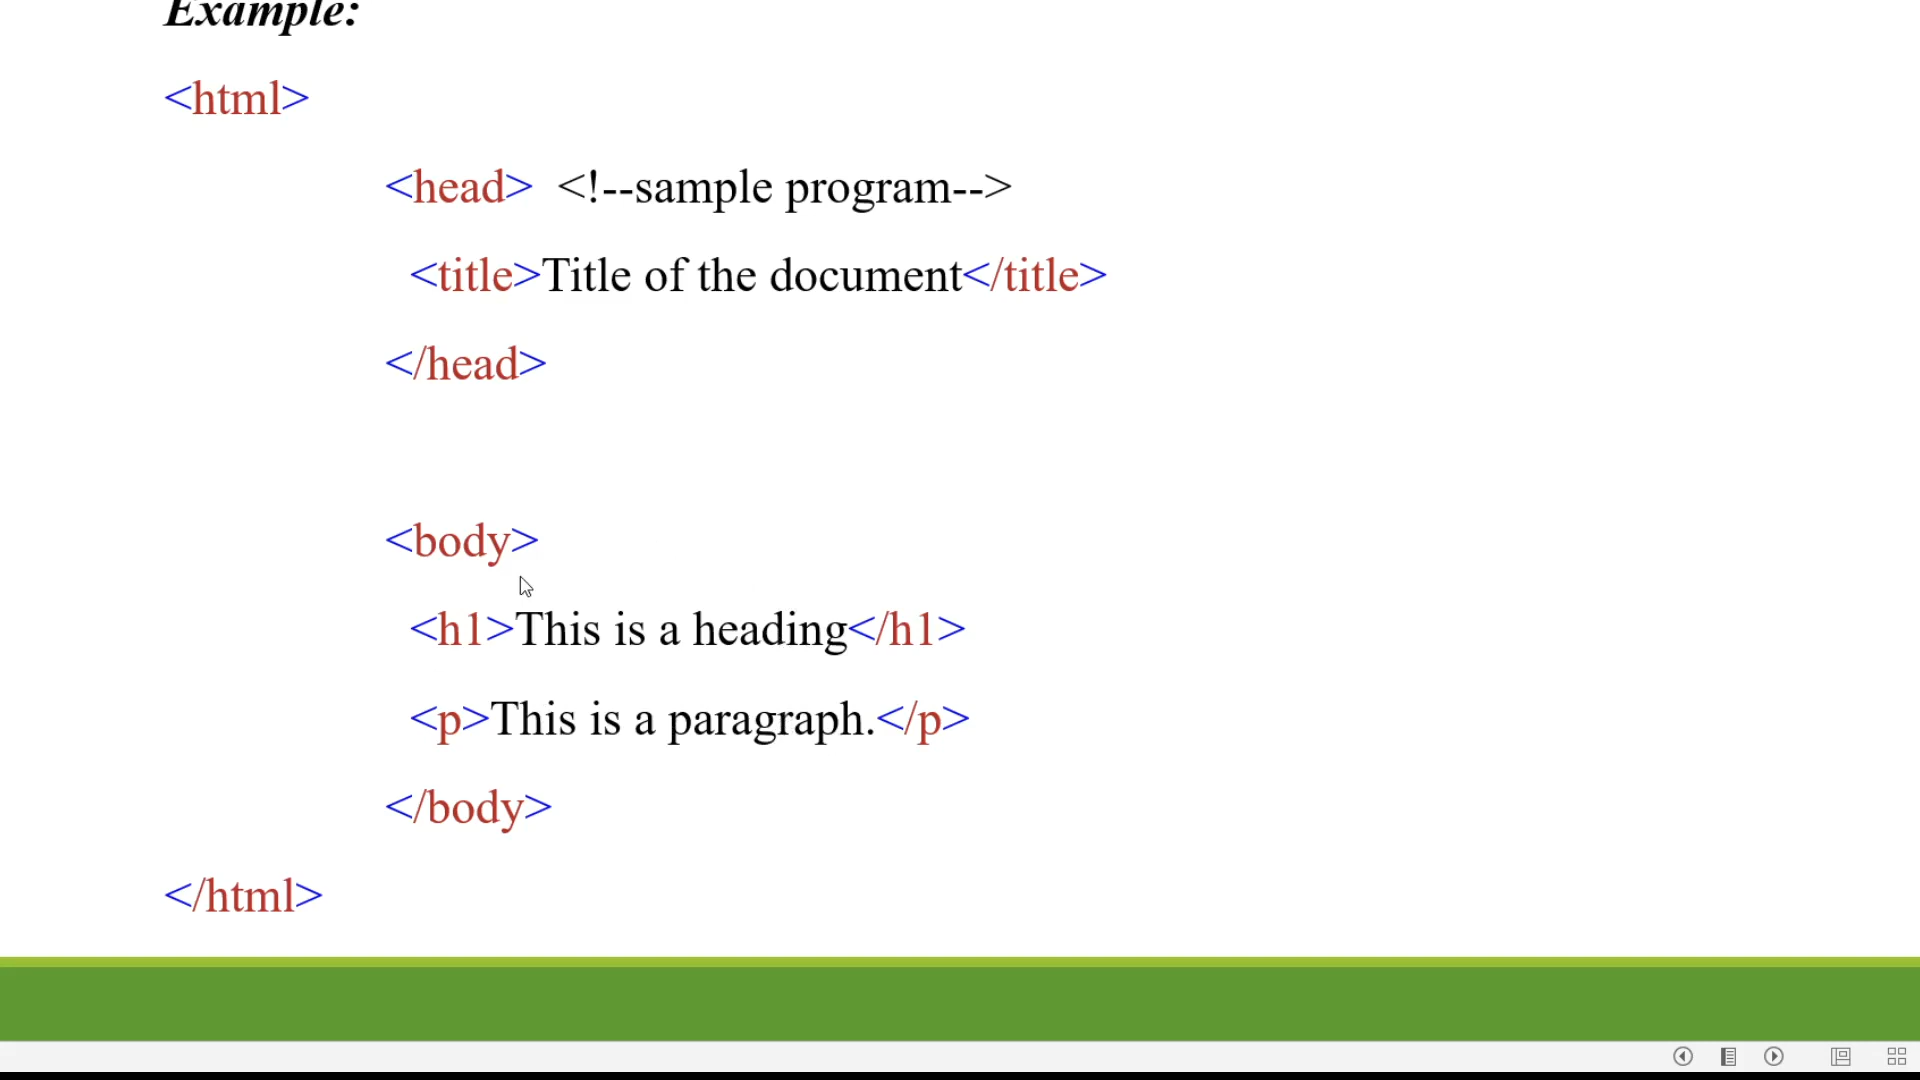 Example:
<html>
<head> <!--sample program-->
<title>Title of the document</title>
</head>
<body>
<h1>This is a heading</h1>
<p>This is a paragraph.</p>
</body>
</html>